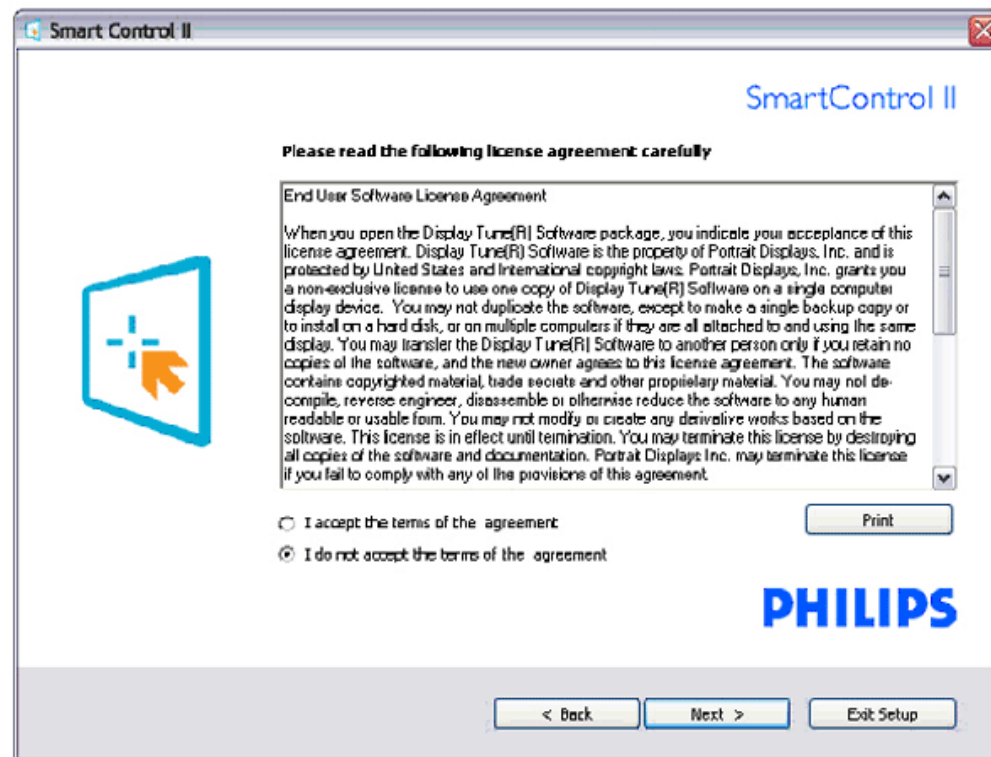 Smart Control II
SmartControl II
Please read the following license agreement carefully
End User Software License Agreement
When you open the Display Tune(R) Software package, you indicate your acceptance of this
license agreement. Display Tune(R) Software is the property of Portrait Displays, Inc. and is
protected by United States and International copyright laws. Portrait Displays, Inc. grants you
a non-exclusive license to use one copy of Display Tune(R) Software on a single computer
display device. You may not duplicate the software, except to make a single backup copy or
to install on a hard disk, or on multiple computers if they are all attached to and using the same
display. You may transfer the Display Tune(R) Software to another person only if you retain no
copies of the software, and the new owner agrees to this license agreement. The software
contains copyrighted material, trade secrets and other proprietary material. You may not de-
compile, reverse engineer, disassemble or otherwise reduce the software to any human
readable or usable form. You may not modify or create any derivative works based on the
software. This license is in effect until termination. You may terminate this license by destroying
all copies of the software and documentation. Portrait Displays Inc. may terminate this license
if you fail to comply with any of the provisions of this agreement.
I accept the terms of the agreement
Print
I do not accept the terms of the agreement
PHILIPS
< Back
Next >
Exit Setup